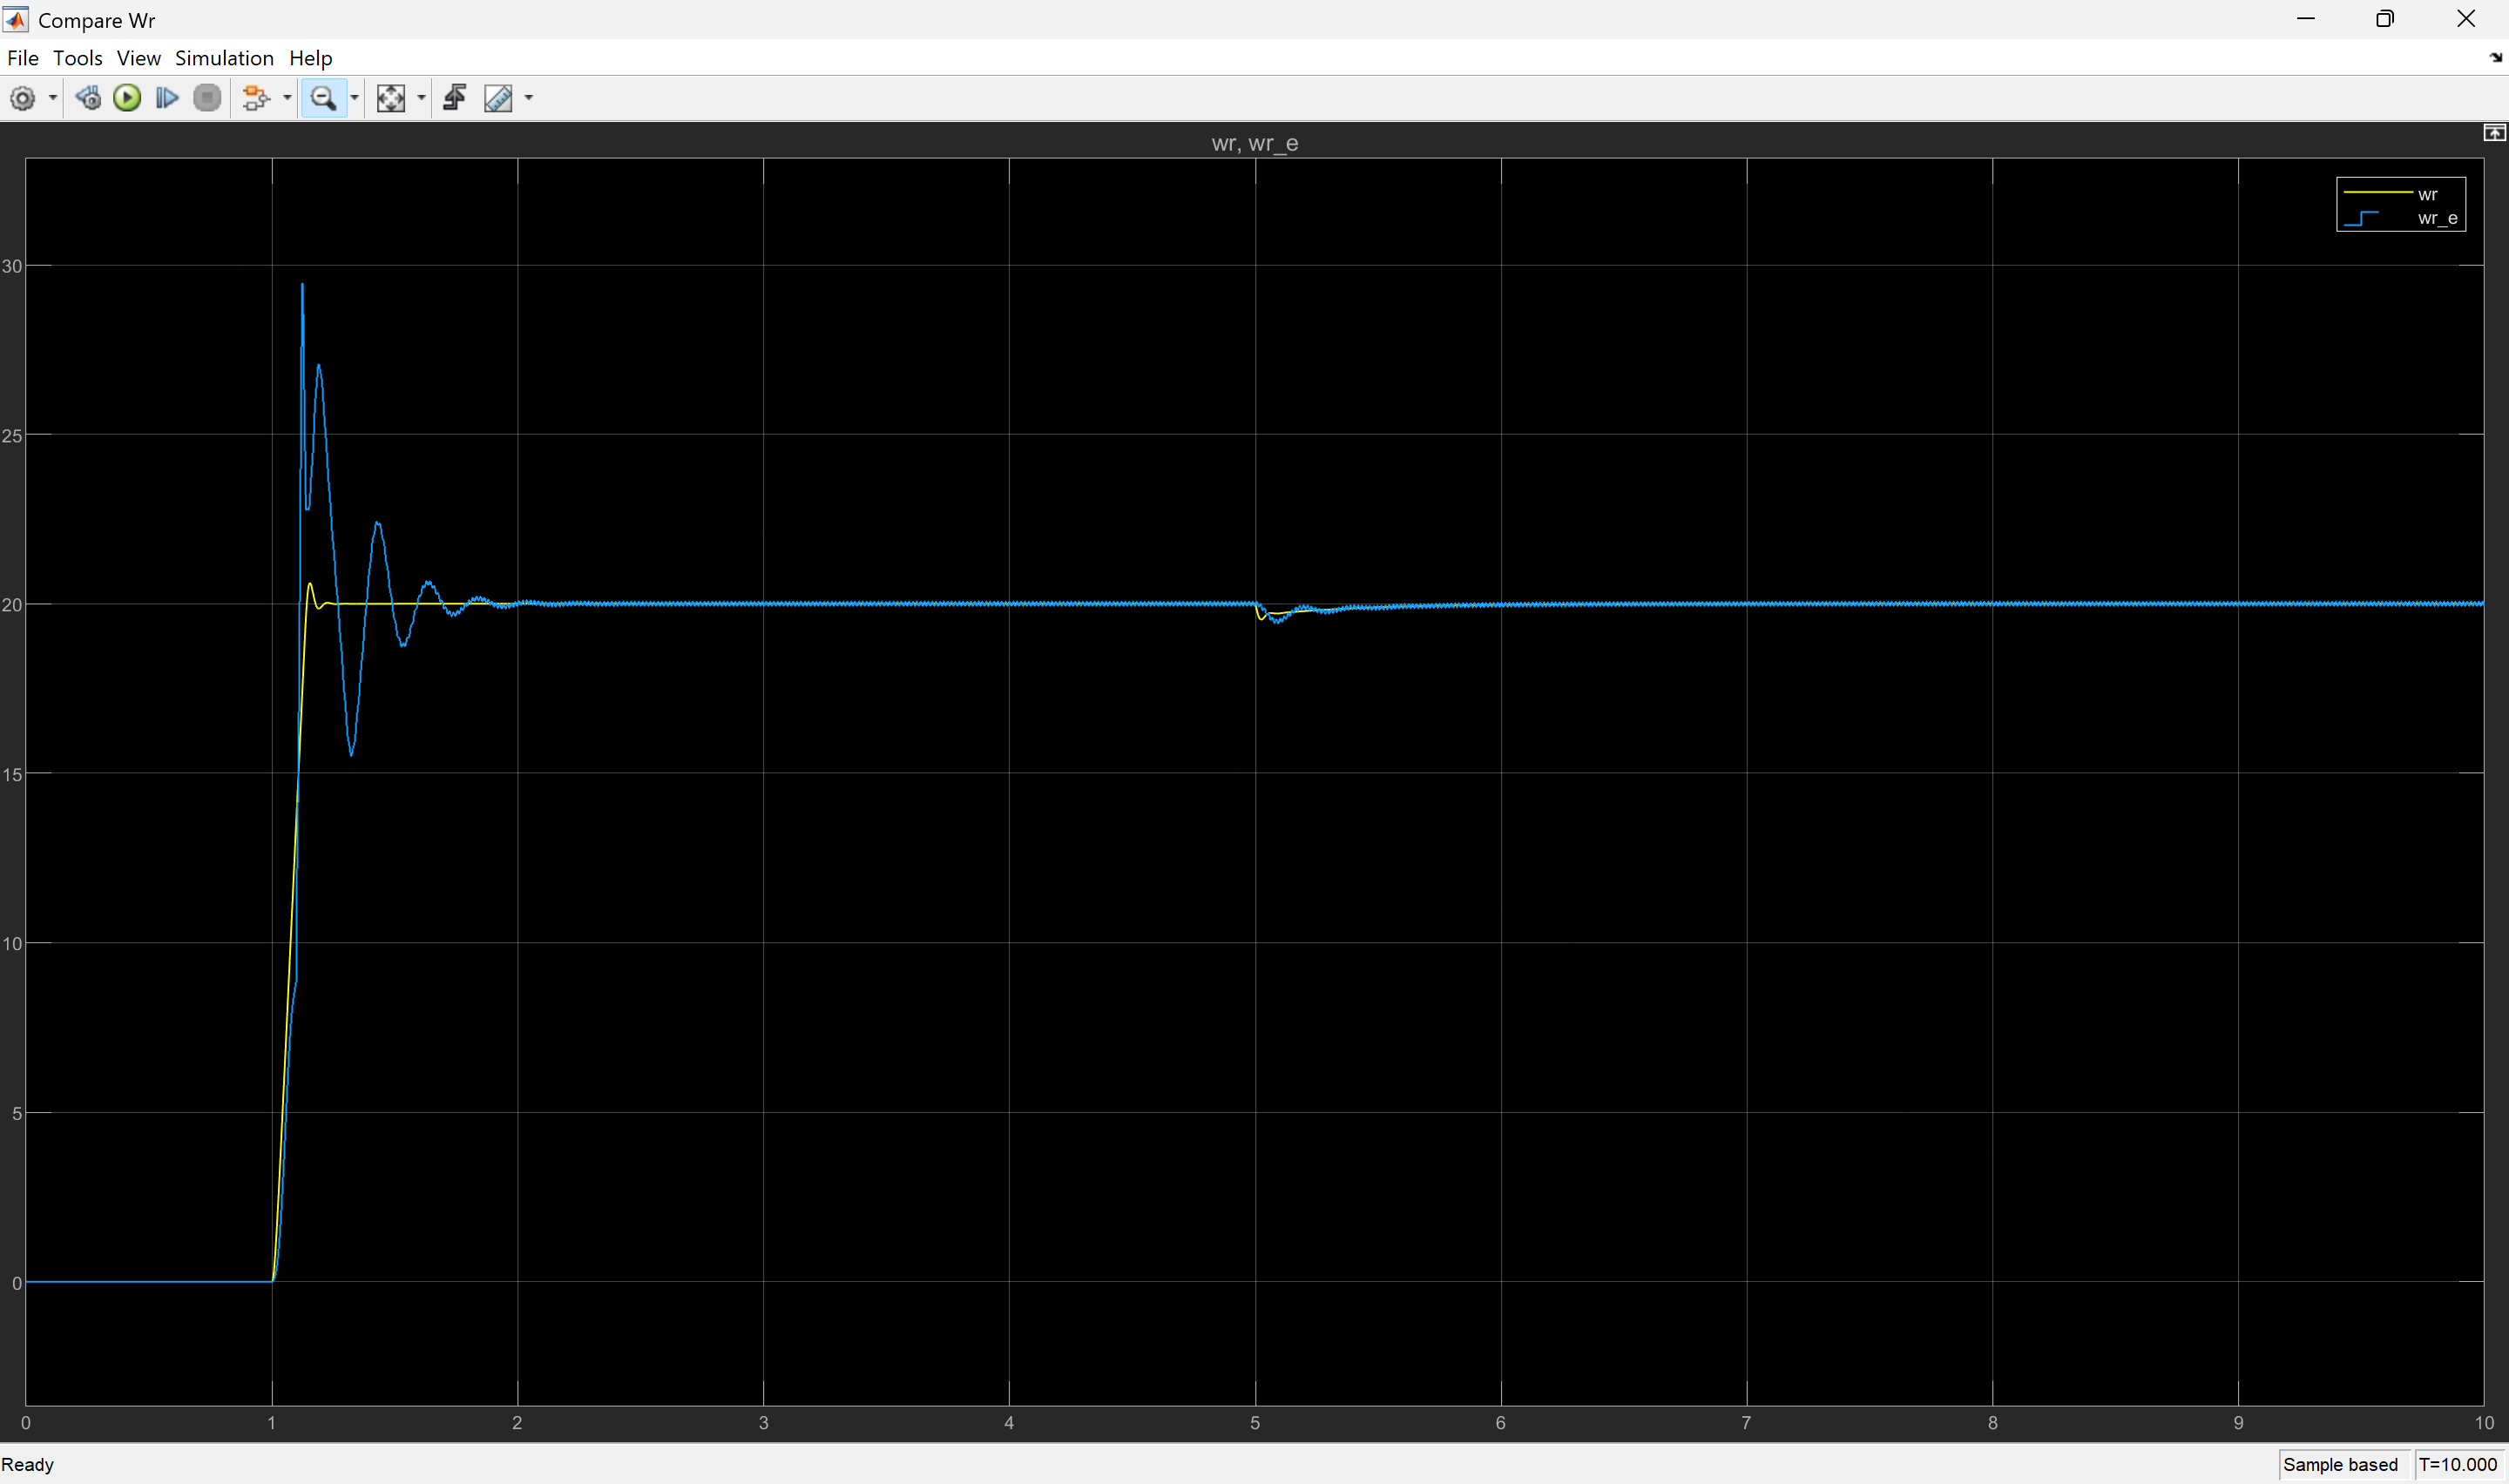 Compare Wr
File Tools View Simulation Help
wr, wr_e
wr
wr_e
30
25
20
15
10
5
0
0 1 2 3 4 5 6 7 8 9 10
Ready
Sample based T=10.000